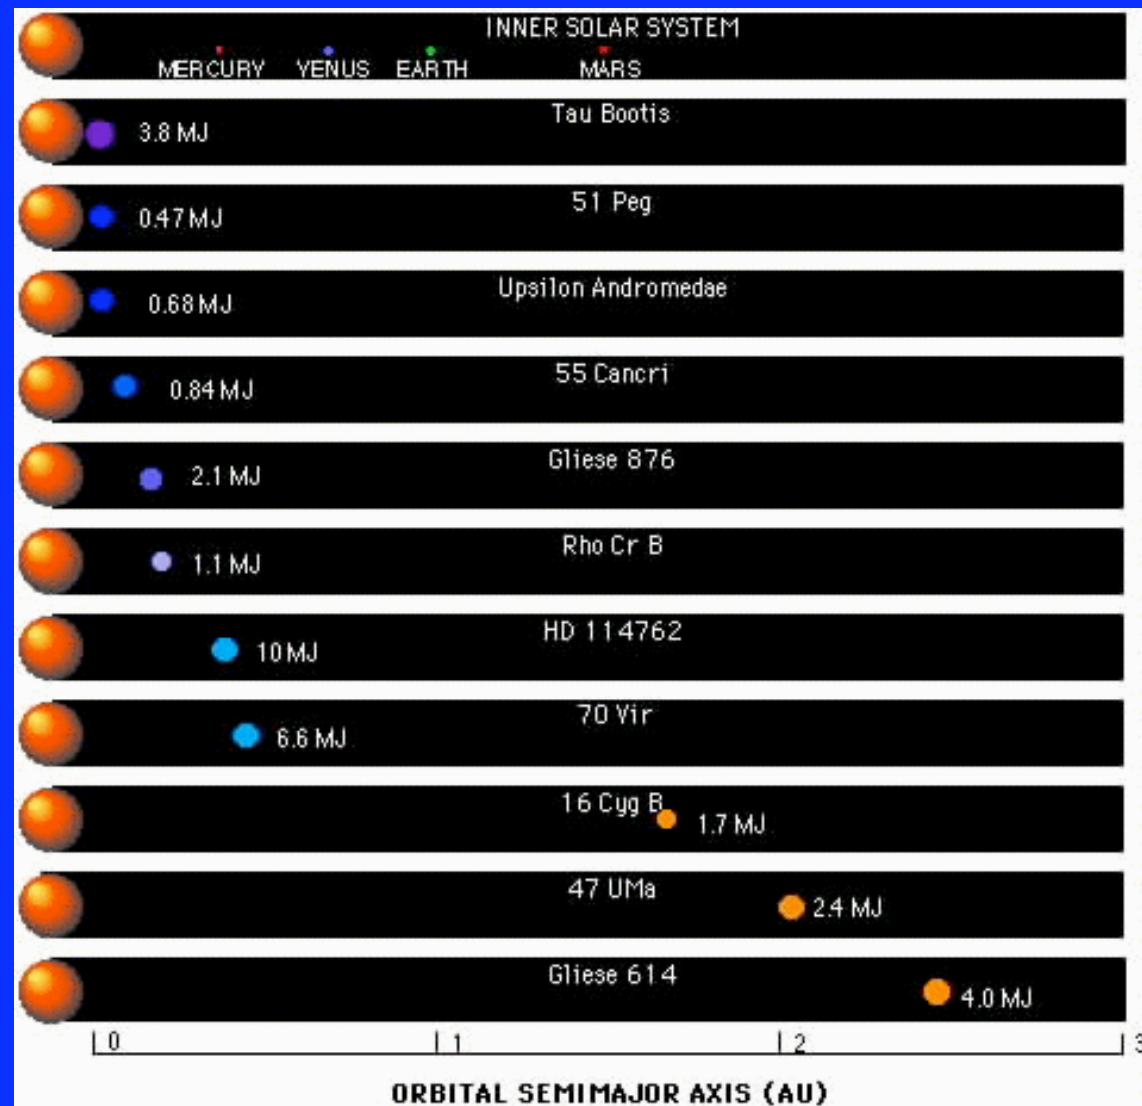 INNER SOLAR SYSTEM
MERCURY VENUS EARTH MARS
Tau Bootis
3.8 MJ
51 Peg
0.47 MJ
Upsilon Andromedae
0.68 MJ
55 Cancri
0.84 MJ
Gliese 876
2.1 MJ
Rho Cr B
1.1 MJ
HD 114762
10 MJ
70 Vir
6.6 MJ
16 Cyg B
1.7 MJ
47 UMa
2.4 MJ
Gliese 614
4.0 MJ
0 1 2 3
ORBITAL SEMIMAJOR AXIS (AU)